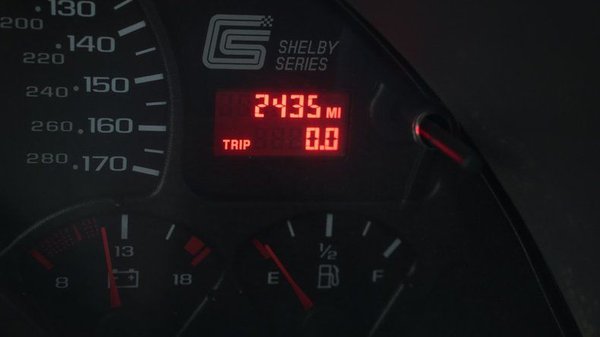 200
·130
·140
220
·150
240
·160
260
·170
280
SHELBY
SERIES
2435 MI
TRIP 0.0
8 13 18
E ½ F